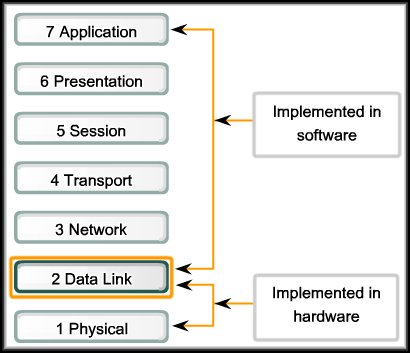 7 Application
6 Presentation
5 Session
4 Transport
3 Network
2 Data Link
1 Physical
Implemented in
software
Implemented in
hardware